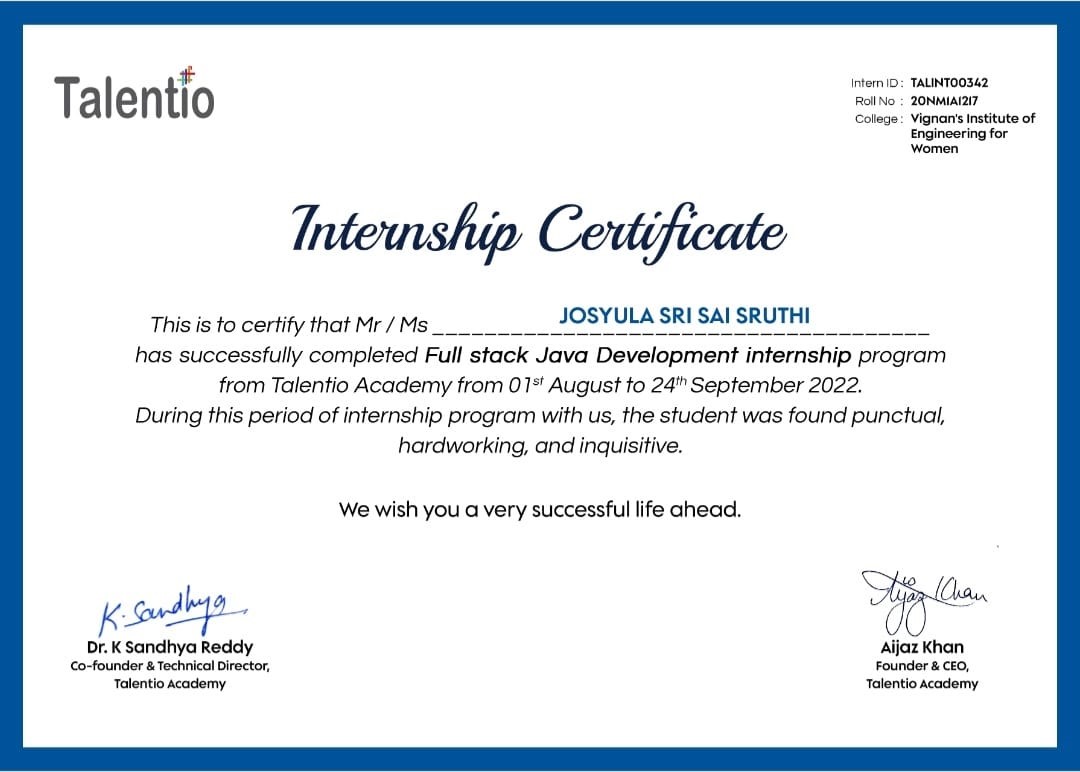 Talentio
Intern ID : TALINT00342
Roll No : 20NM1A1217
College : Vignan's Institute of
Engineering for
Women
Internship Certificate
This is to certify that Mr / Ms JOSYULA SRI SAI SRUTHI
has successfully completed Full stack Java Development internship program
from Talentio Academy from 01st August to 24th September 2022.
During this period of internship program with us, the student was found punctual,
hardworking, and inquisitive.
We wish you a very successful life ahead.
K. Sandhya
Dr. K Sandhya Reddy
Co-founder & Technical Director,
Talentio Academy
Aijaz Khan
Aijaz Khan
Founder & CEO,
Talentio Academy